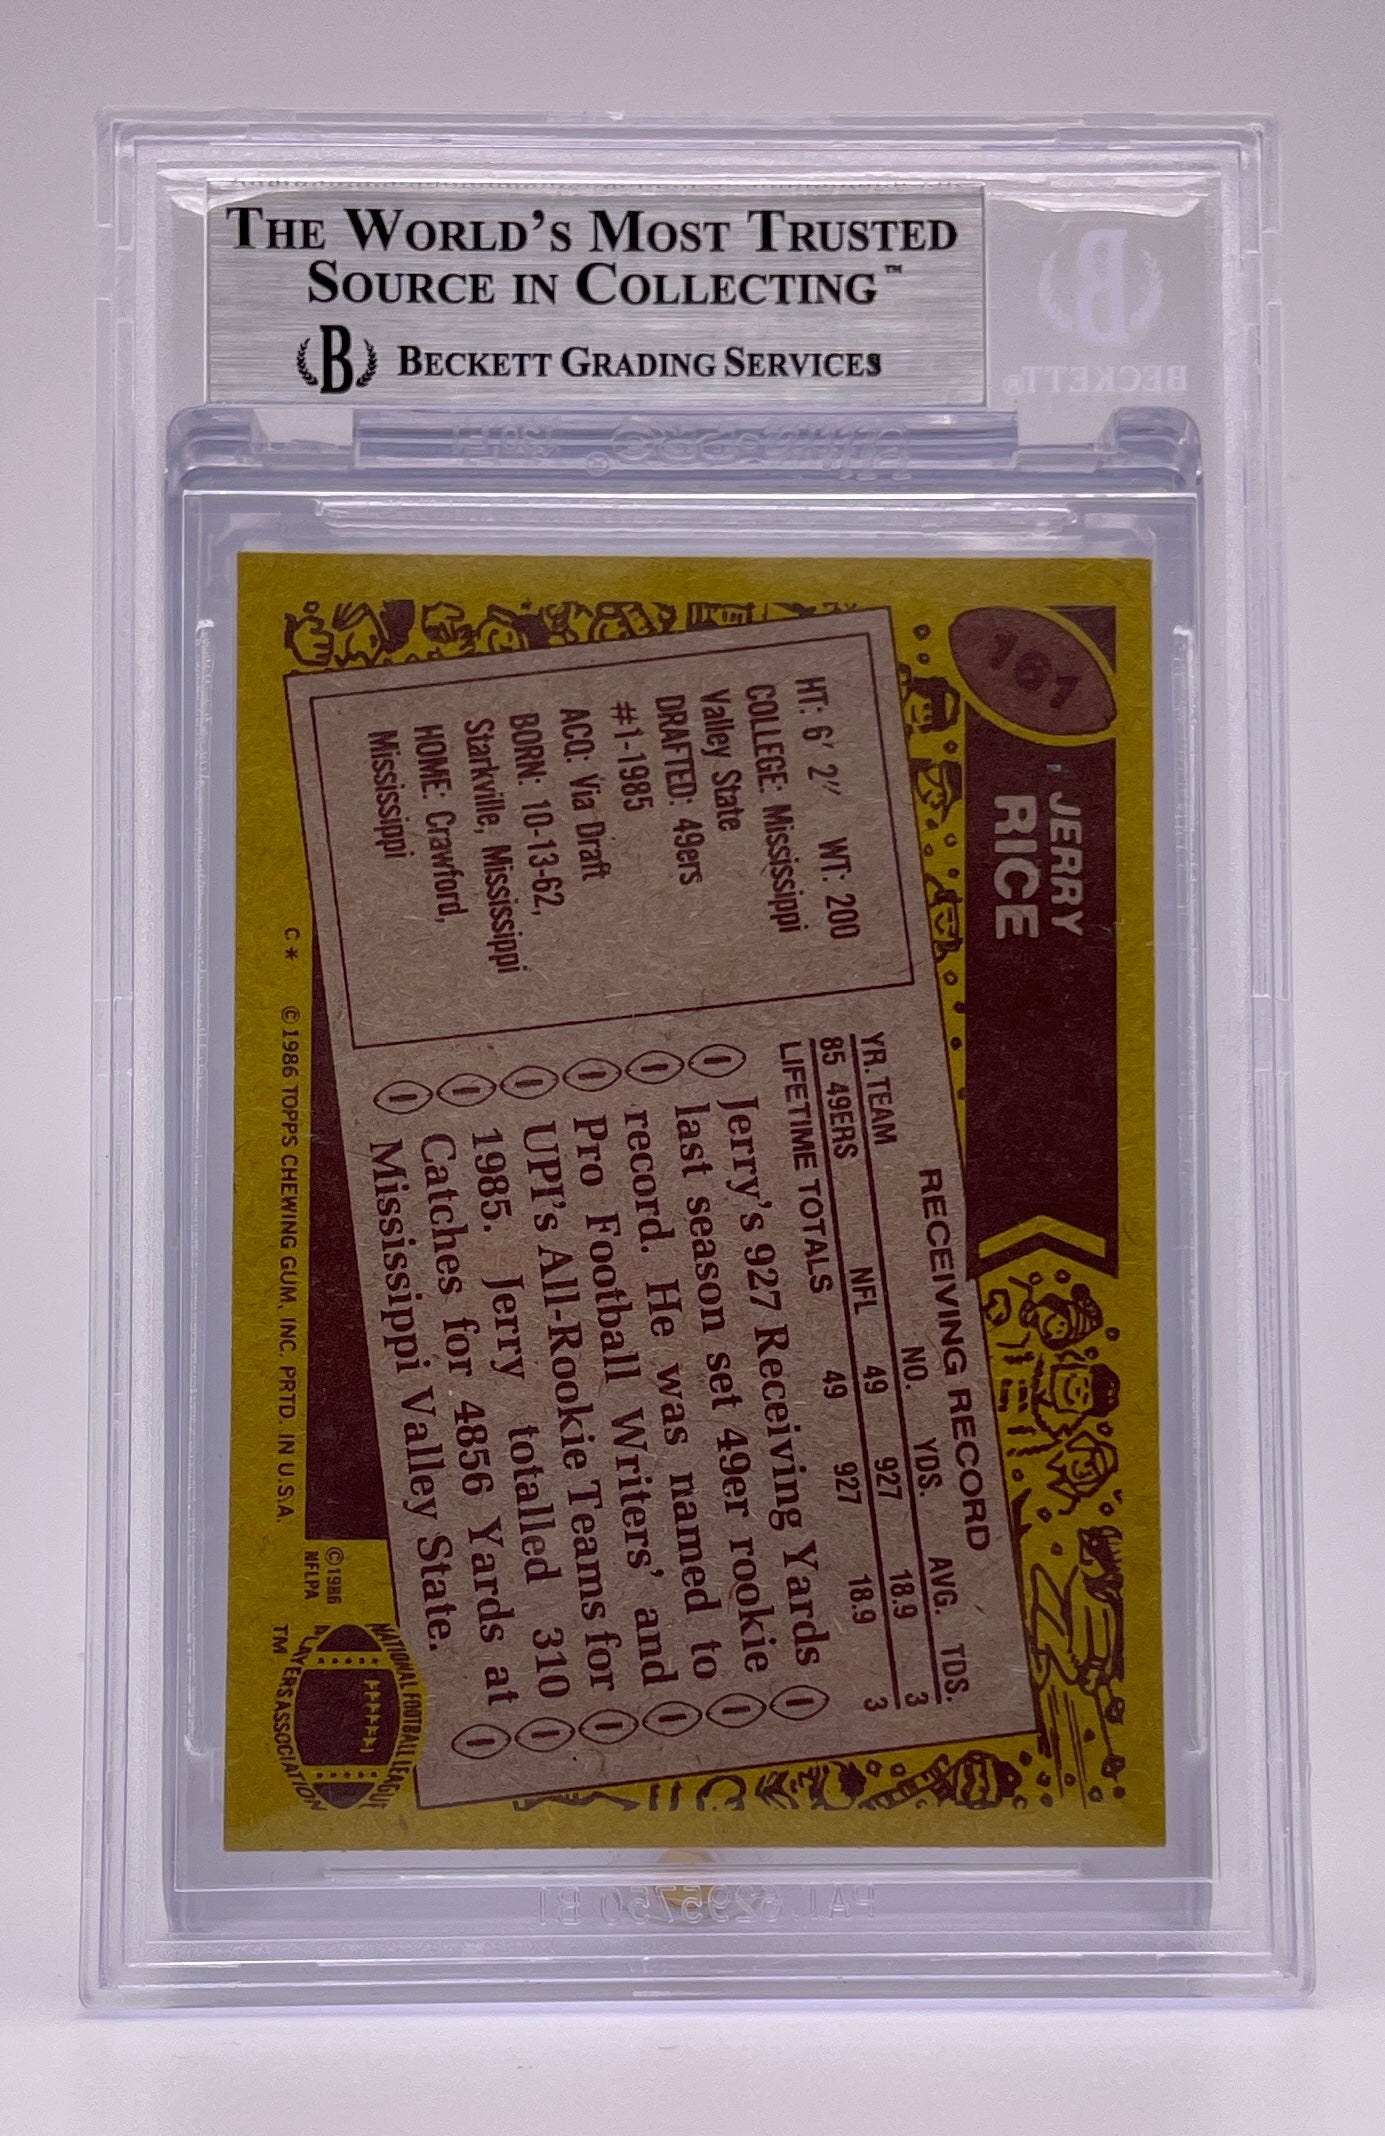 THE WORLD'S MOST TRUSTED
SOURCE IN COLLECTING™
B BECKETT GRADING SERVICES
B
BECKETT®
161
JERRY
RICE
HT: 6' 2" WT: 200
COLLEGE: Mississippi
Valley State
DRAFTED: 49ers
#1-1985
ACQ: Via Draft
BORN: 10-13-62,
Starkville, Mississippi
HOME: Crawford,
Mississippi
RECEIVING RECORD
YR. TEAM NO. YDS. AVG. TDS.
85 49ERS NFL 49 927 18.9 3
LIFETIME TOTALS 49 927 18.9 3
Jerry's 927 Receiving Yards
last season set 49er rookie
record. He was named to
Pro Football Writers' and
UPI's All-Rookie Teams for
1985. Jerry totalled 310
Catches for 4856 Yards at
Mississippi Valley State.
C* © 1986 TOPPS CHEWING GUM, INC. PRTD. IN U.S.A.
© 1986
NFLPA
NATIONAL FOOTBALL LEAGUE
PLAYERS ASSOCIATION
TM
PAT. 6295750 B1